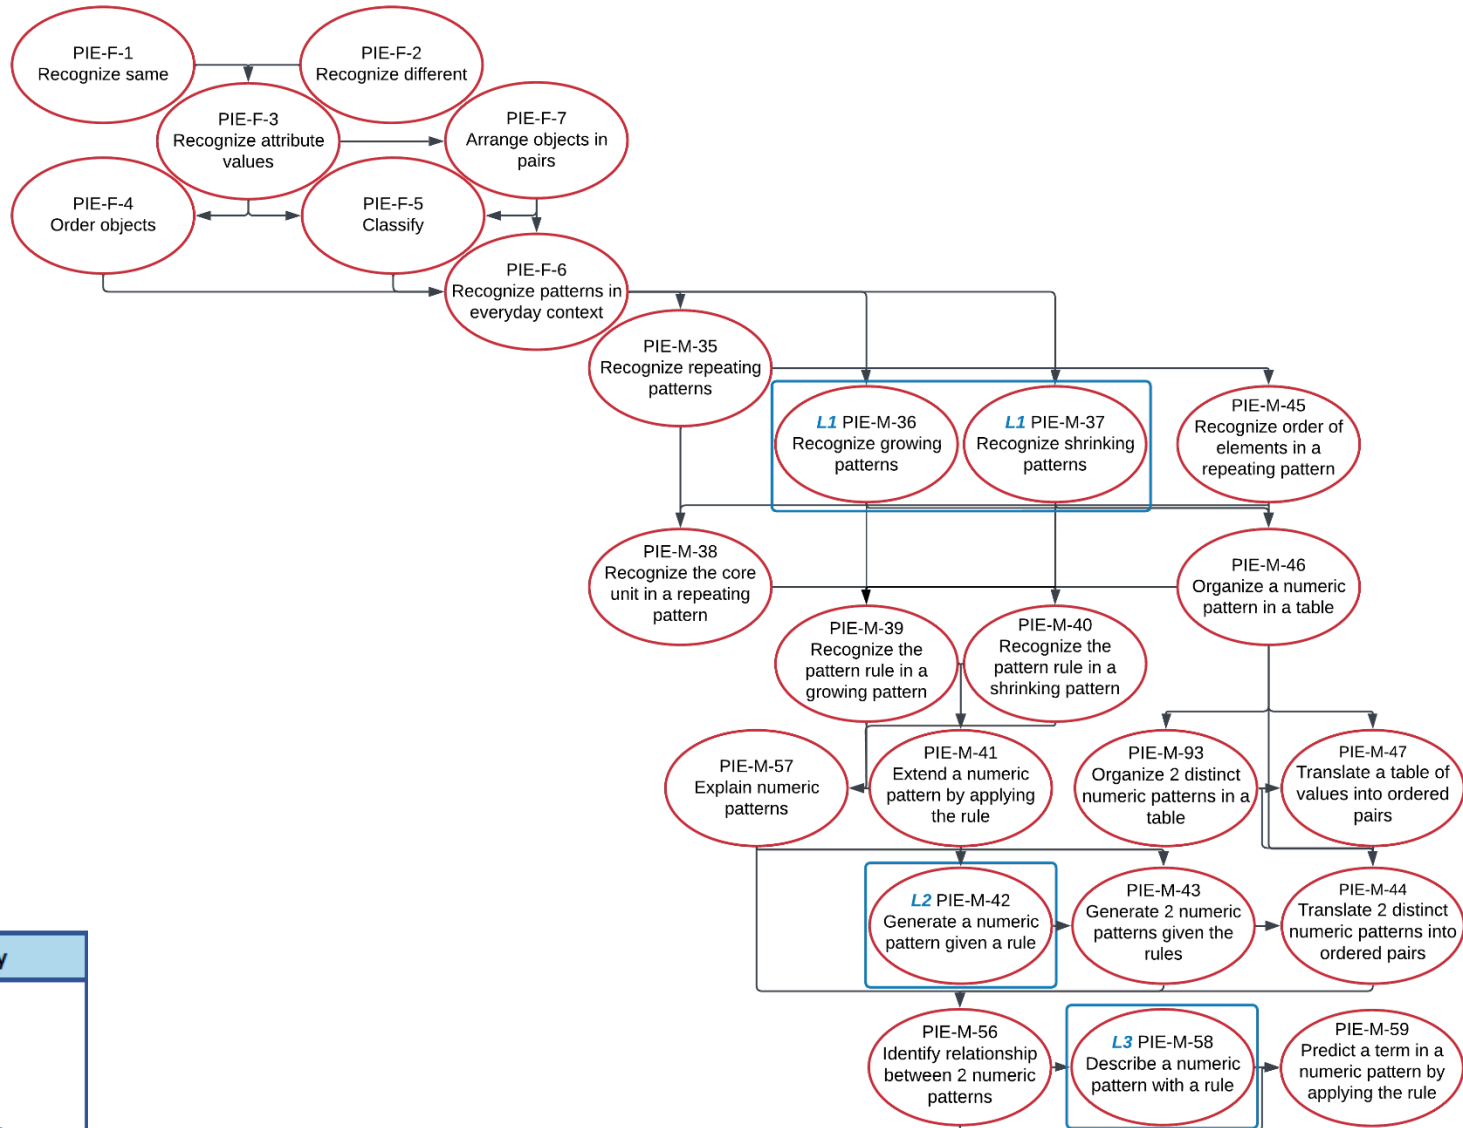 PIE-F-1
Recognize same
PIE-F-2
Recognize different
PIE-F-3
Recognize attribute
values
PIE-F-7
Arrange objects in
pairs
PIE-F-4
Order objects
PIE-F-5
Classify
PIE-F-6
Recognize patterns in
everyday context
PIE-M-35
Recognize repeating
patterns
L1 PIE-M-36
Recognize growing
patterns
L1 PIE-M-37
Recognize shrinking
patterns
PIE-M-45
Recognize order of
elements in a
repeating pattern
PIE-M-38
Recognize the core
unit in a repeating
pattern
PIE-M-46
Organize a numeric
pattern in a table
PIE-M-39
Recognize the
pattern rule in a
growing pattern
PIE-M-40
Recognize the
pattern rule in a
shrinking pattern
PIE-M-57
Explain numeric
patterns
PIE-M-41
Extend a numeric
pattern by applying
the rule
PIE-M-93
Organize 2 distinct
numeric patterns in a
table
PIE-M-47
Translate a table of
values into ordered
pairs
L2 PIE-M-42
Generate a numeric
pattern given a rule
PIE-M-43
Generate 2 numeric
patterns given the
rules
PIE-M-44
Translate 2 distinct
numeric patterns into
ordered pairs
y
PIE-M-56
Identify relationship
between 2 numeric
patterns
L3 PIE-M-58
Describe a numeric
pattern with a rule
PIE-M-59
Predict a term in a
numeric pattern by
applying the rule